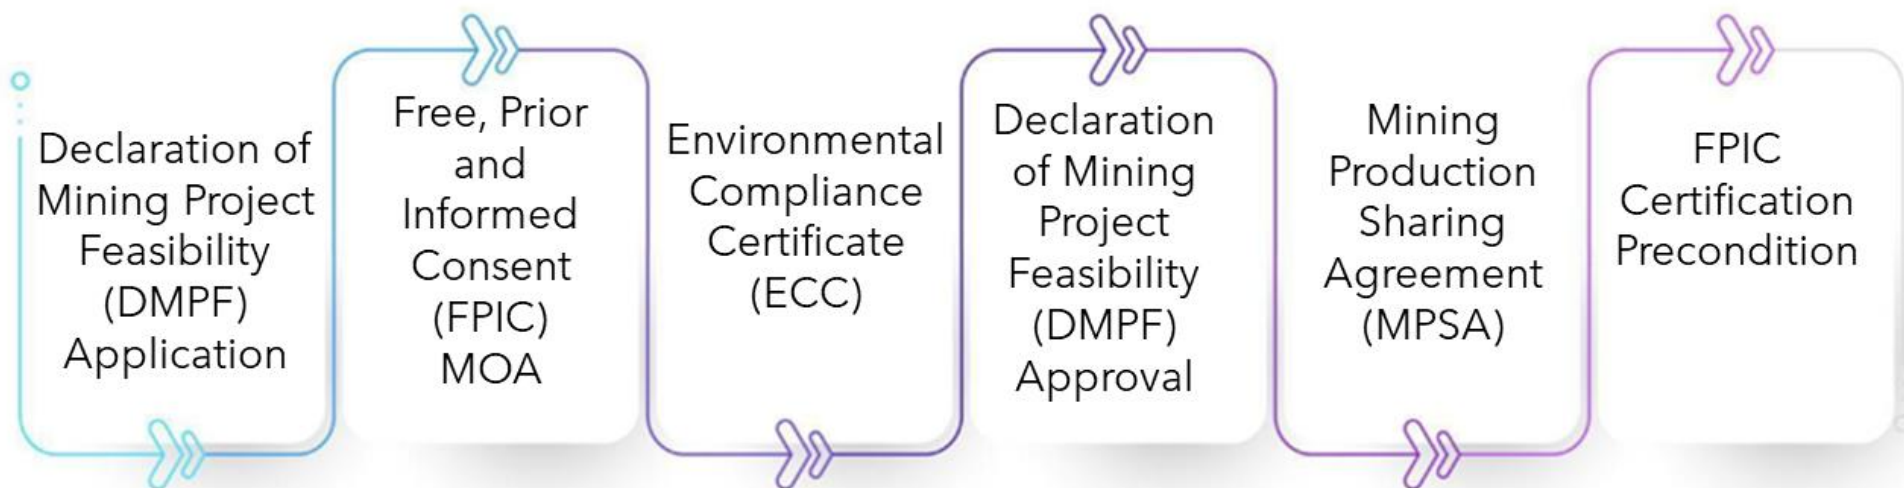 Declaration of
Mining Project
Feasibility
(DMPF)
Application
Free, Prior
and
Informed
Consent
(FPIC)
MOA
Environmental
Compliance
Certificate
(ECC)
Declaration
of Mining
Project
Feasibility
(DMPF)
Approval
Mining
Production
Sharing
Agreement
(MPSA)
FPIC
Certification
Precondition